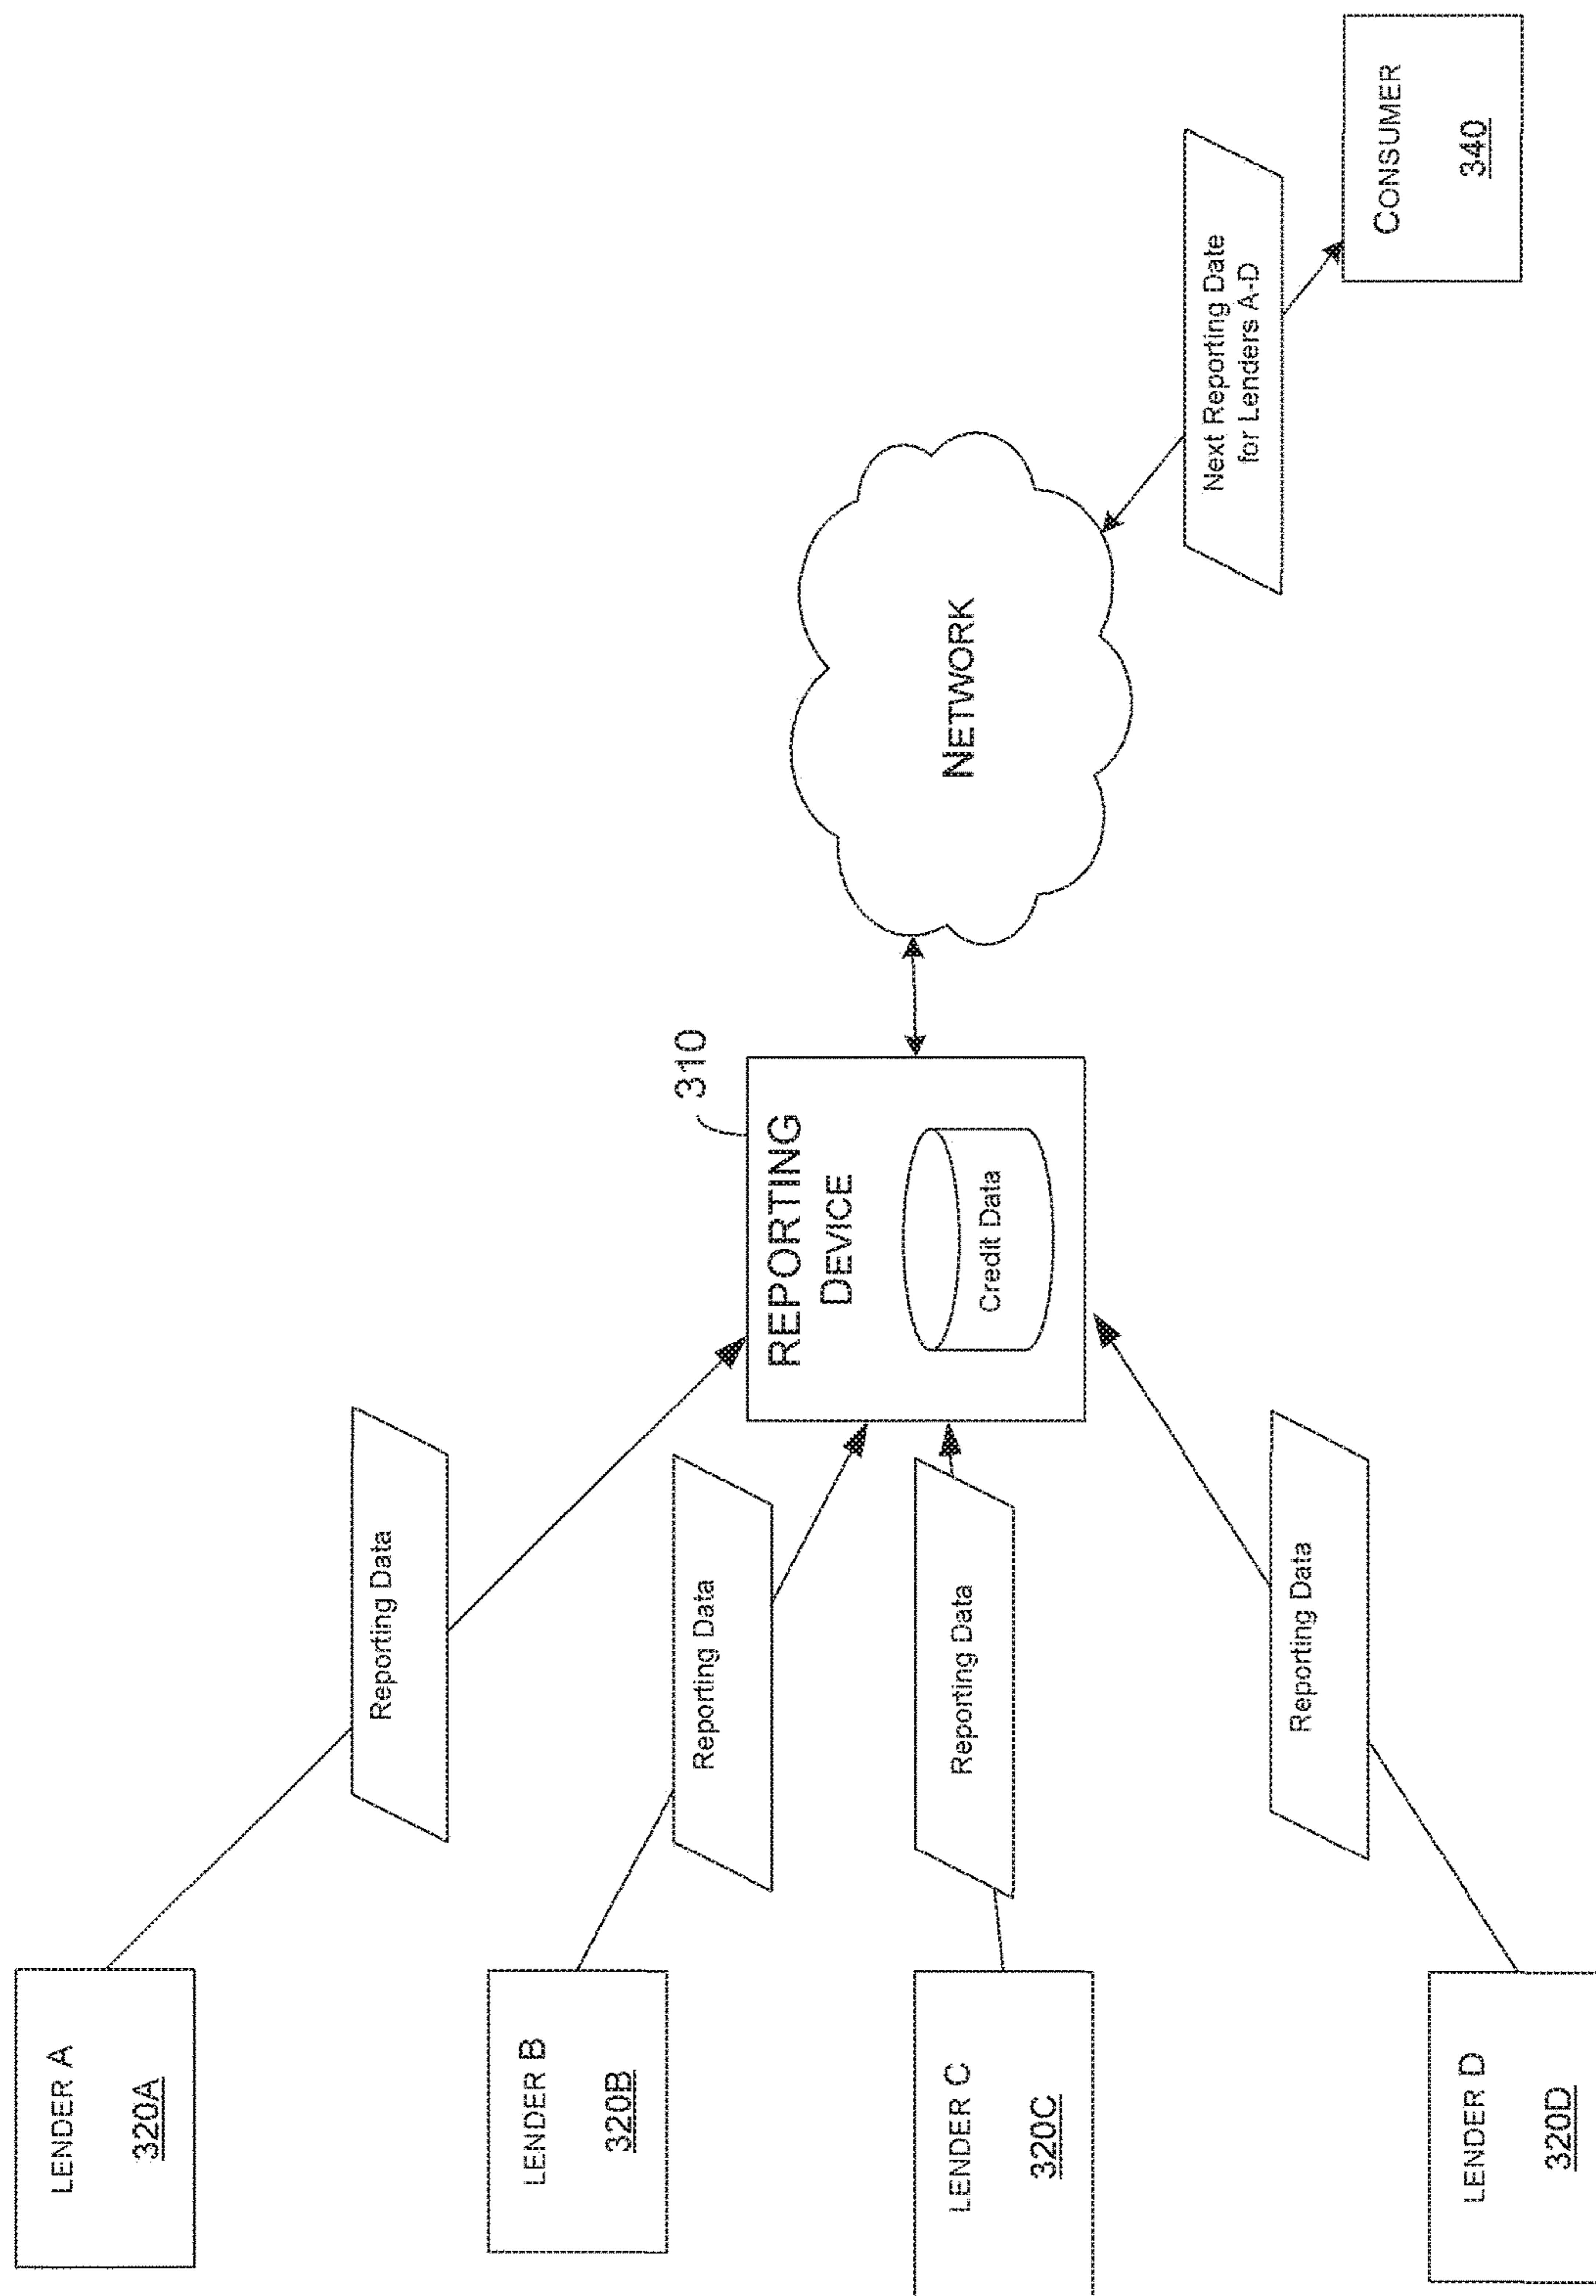 LENDER A
320A
LENDER B
320B
LENDER C
320C
LENDER D
320D
Reporting Data
Reporting Data
Reporting Data
Reporting Data
310
REPORTING
DEVICE
Credit Data
NETWORK
Next Reporting Date
for Lenders A-D
CONSUMER
340